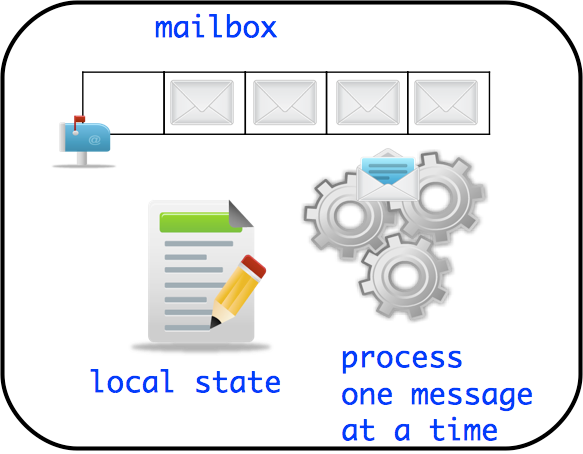 mailbox
@
local state
process
one message
at a time